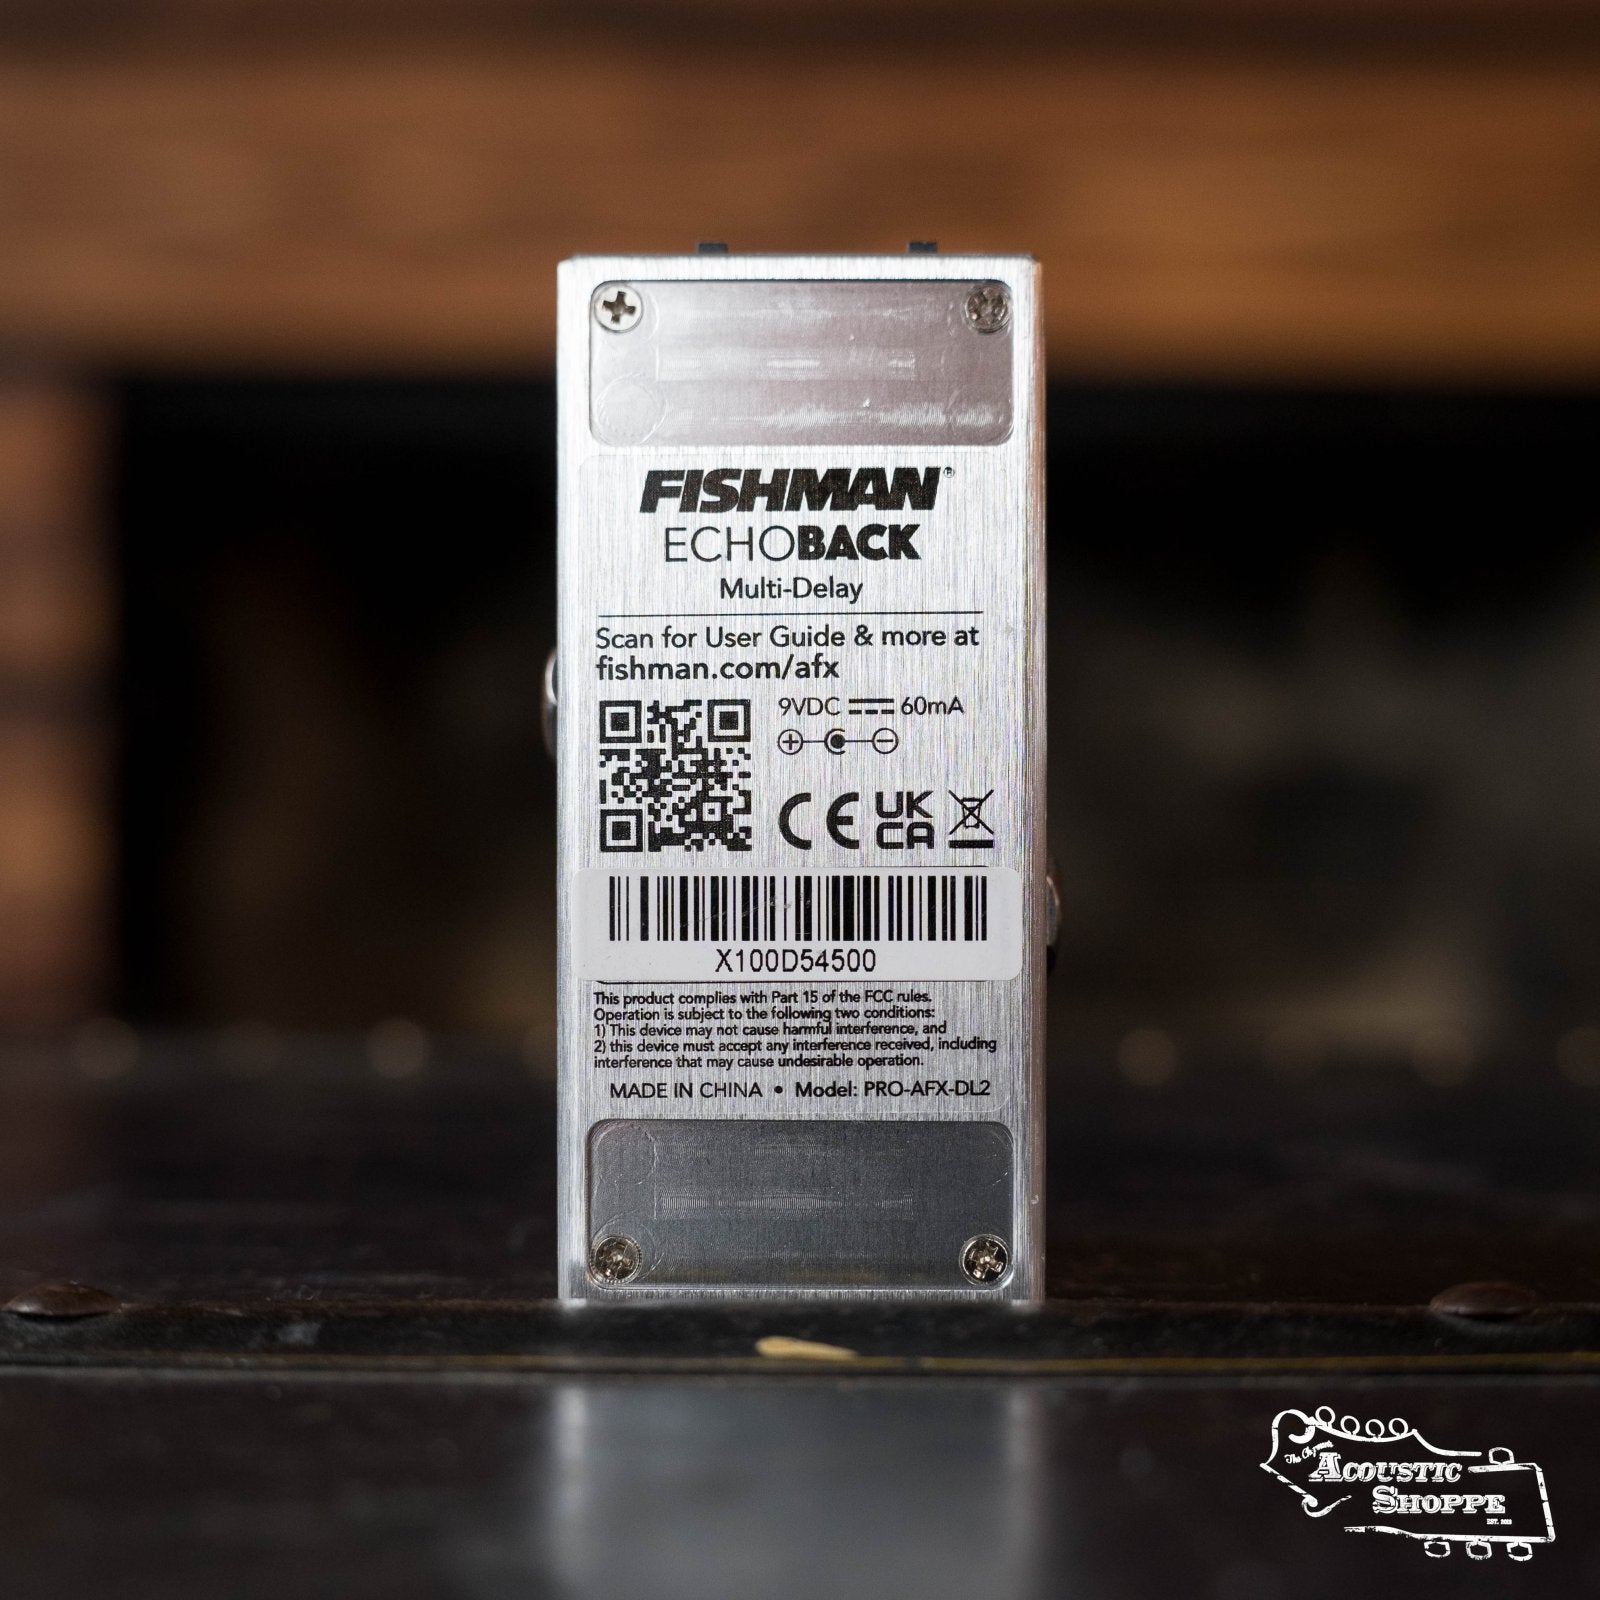 FISHMAN®
ECHOBACK
Multi-Delay
Scan for User Guide & more at
fishman.com/afx
9VDC 60mA
CE UK CA
X100D54500
This product complies with Part 15 of the FCC rules.
Operation is subject to the following two conditions:
1) This device may not cause harmful interference, and
2) this device must accept any interference received, including
interference that may cause undesirable operation.
MADE IN CHINA • Model: PRO-AFX-DL2
ACOUSTIC
SHOPPE